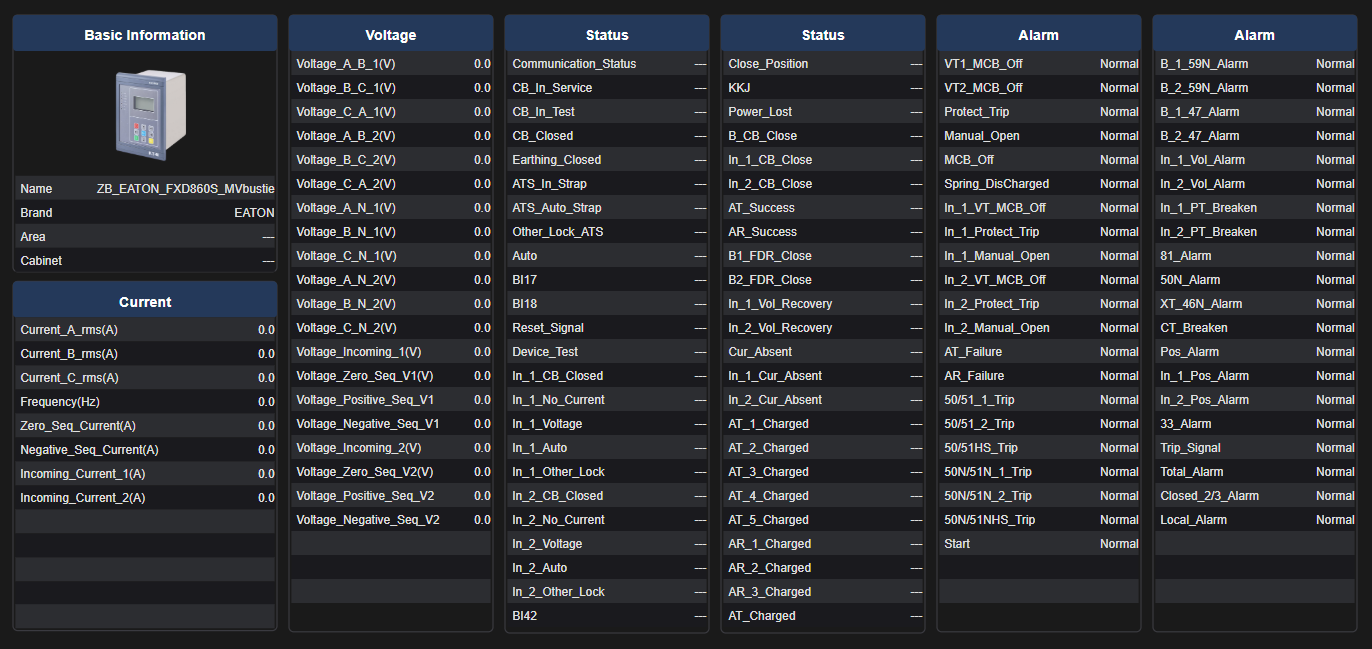 Basic Information
Name ZB_EATON_FXD860S_MVbustie
Brand EATON
Area ---
Cabinet ---
Current
Current_A_rms(A) 0.0
Current_B_rms(A) 0.0
Current_C_rms(A) 0.0
Frequency(Hz) 0.0
Zero_Seq_Current(A) 0.0
Negative_Seq_Current(A) 0.0
Incoming_Current_1(A) 0.0
Incoming_Current_2(A) 0.0
Voltage
Voltage_A_B_1(V) 0.0
Voltage_B_C_1(V) 0.0
Voltage_C_A_1(V) 0.0
Voltage_A_B_2(V) 0.0
Voltage_B_C_2(V) 0.0
Voltage_C_A_2(V) 0.0
Voltage_A_N_1(V) 0.0
Voltage_B_N_1(V) 0.0
Voltage_C_N_1(V) 0.0
Voltage_A_N_2(V) 0.0
Voltage_B_N_2(V) 0.0
Voltage_C_N_2(V) 0.0
Voltage_Incoming_1(V) 0.0
Voltage_Zero_Seq_V1(V) 0.0
Voltage_Positive_Seq_V1 0.0
Voltage_Negative_Seq_V1 0.0
Voltage_Incoming_2(V) 0.0
Voltage_Zero_Seq_V2(V) 0.0
Voltage_Positive_Seq_V2 0.0
Voltage_Negative_Seq_V2 0.0
Status
Communication_Status ---
CB_In_Service ---
CB_In_Test ---
CB_Closed ---
Earthing_Closed ---
ATS_In_Strap ---
ATS_Auto_Strap ---
Other_Lock_ATS ---
Auto ---
BI17 ---
BI18 ---
Reset_Signal ---
Device_Test ---
In_1_CB_Closed ---
In_1_No_Current ---
In_1_Voltage ---
In_1_Auto ---
In_1_Other_Lock ---
In_2_CB_Closed ---
In_2_No_Current ---
In_2_Voltage ---
In_2_Auto ---
In_2_Other_Lock ---
BI42 ---
Status
Close_Position ---
KKJ ---
Power_Lost ---
B_CB_Close ---
In_1_CB_Close ---
In_2_CB_Close ---
AT_Success ---
AR_Success ---
B1_FDR_Close ---
B2_FDR_Close ---
In_1_Vol_Recovery ---
In_2_Vol_Recovery ---
Cur_Absent ---
In_1_Cur_Absent ---
In_2_Cur_Absent ---
AT_1_Charged ---
AT_2_Charged ---
AT_3_Charged ---
AT_4_Charged ---
AT_5_Charged ---
AR_1_Charged ---
AR_2_Charged ---
AR_3_Charged ---
AT_Charged ---
Alarm
VT1_MCB_Off Normal
VT2_MCB_Off Normal
Protect_Trip Normal
Manual_Open Normal
MCB_Off Normal
Spring_DisCharged Normal
In_1_VT_MCB_Off Normal
In_1_Protect_Trip Normal
In_1_Manual_Open Normal
In_2_VT_MCB_Off Normal
In_2_Protect_Trip Normal
In_2_Manual_Open Normal
AT_Failure Normal
AR_Failure Normal
50/51_1_Trip Normal
50/51_2_Trip Normal
50/51HS_Trip Normal
50N/51N_1_Trip Normal
50N/51N_2_Trip Normal
50N/51NHS_Trip Normal
Start Normal
Alarm
B_1_59N_Alarm Normal
B_2_59N_Alarm Normal
B_1_47_Alarm Normal
B_2_47_Alarm Normal
In_1_Vol_Alarm Normal
In_2_Vol_Alarm Normal
In_1_PT_Breaken Normal
In_2_PT_Breaken Normal
81_Alarm Normal
50N_Alarm Normal
XT_46N_Alarm Normal
CT_Breaken Normal
Pos_Alarm Normal
In_1_Pos_Alarm Normal
In_2_Pos_Alarm Normal
33_Alarm Normal
Trip_Signal Normal
Total_Alarm Normal
Closed_2/3_Alarm Normal
Local_Alarm Normal